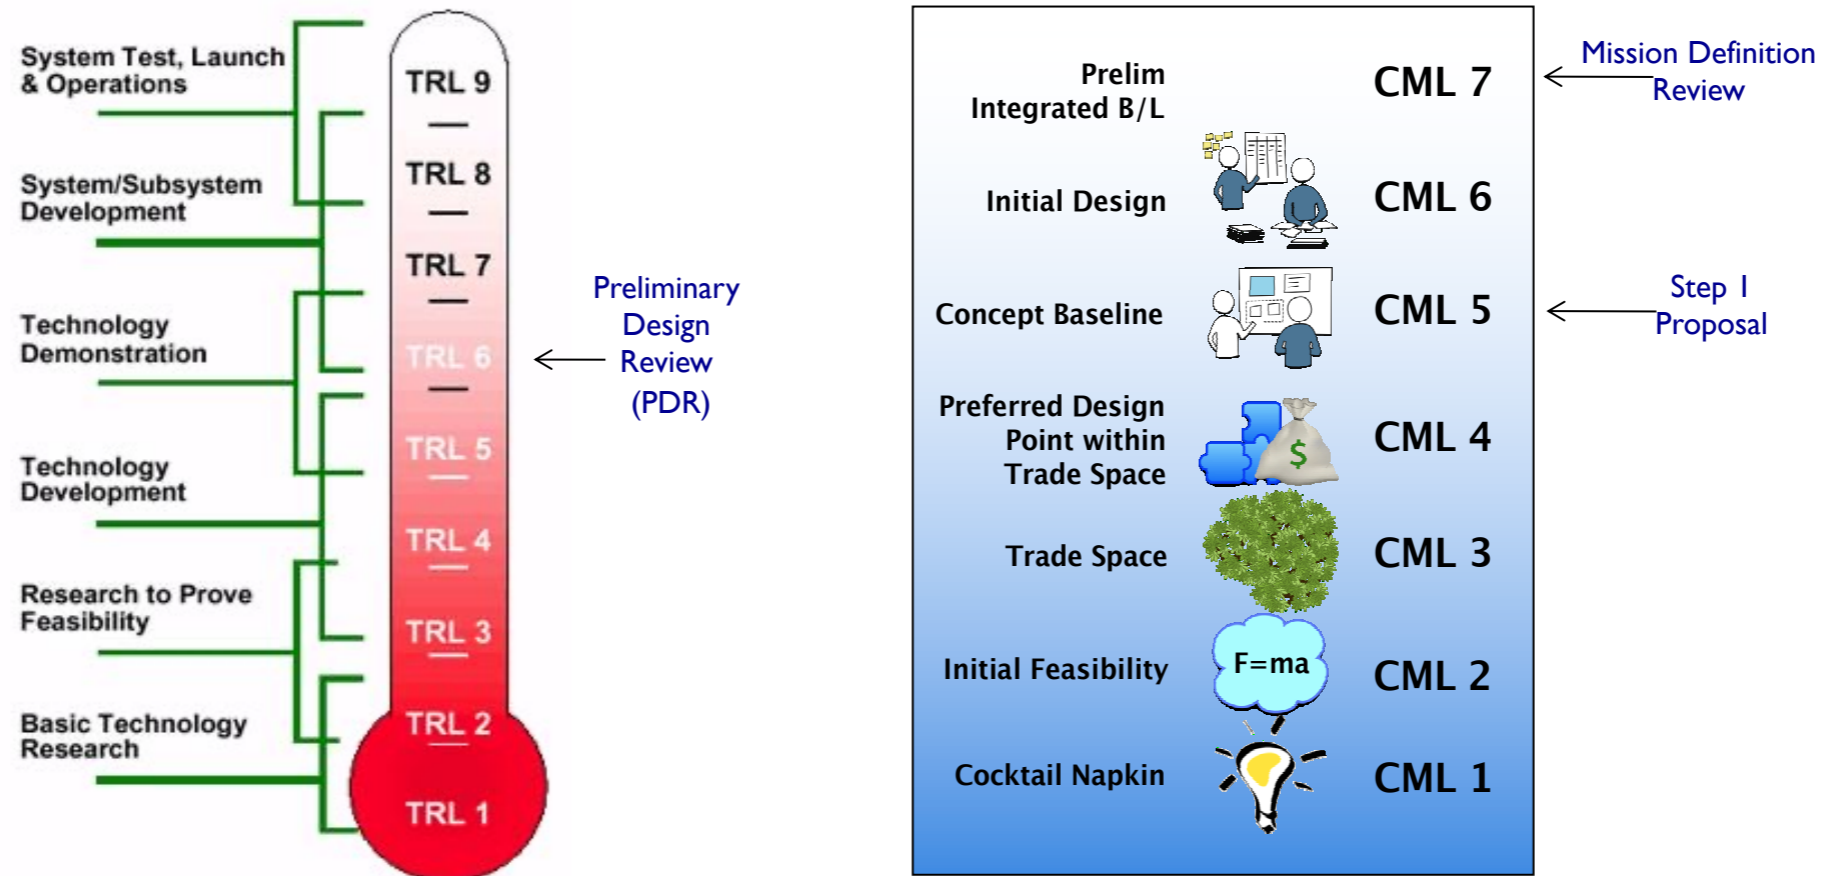 System Test, Launch
& Operations
System/Subsystem
Development
Technology
Demonstration
Technology
Development
Research to Prove
Feasibility
Basic Technology
Research
TRL 9
TRL 8
TRL 7
TRL 6
TRL 5
TRL 4
TRL 3
TRL 2
TRL 1
Preliminary
Design
Review
(PDR)
Prelim
Integrated B/L
CML 7
Initial Design
CML 6
Concept Baseline
CML 5
Preferred Design
Point within
Trade Space
$
CML 4
Trade Space
CML 3
Initial Feasibility
F=ma
CML 2
Cocktail Napkin
CML 1
Mission Definition
Review
Step 1
Proposal